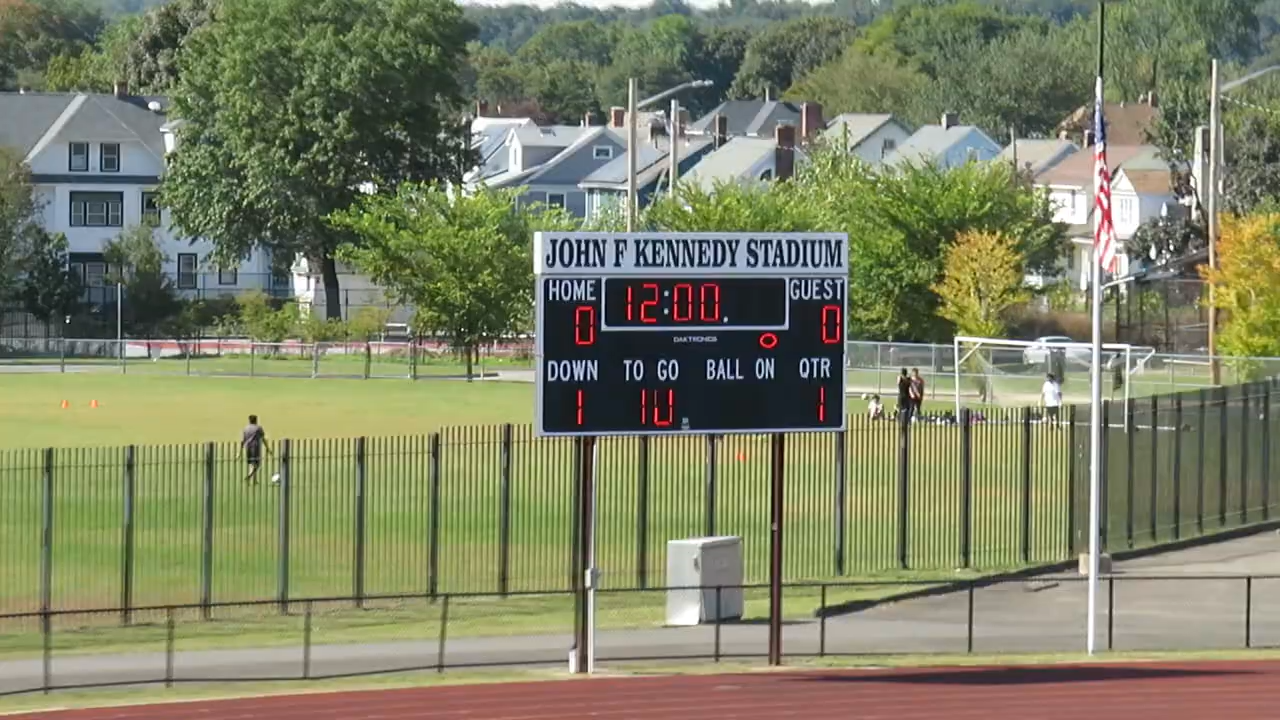 JOHN F KENNEDY STADIUM
HOME 12:00. GUEST
0 0
DAKTRONICS
DOWN TO GO BALL ON QTR
1 10 1